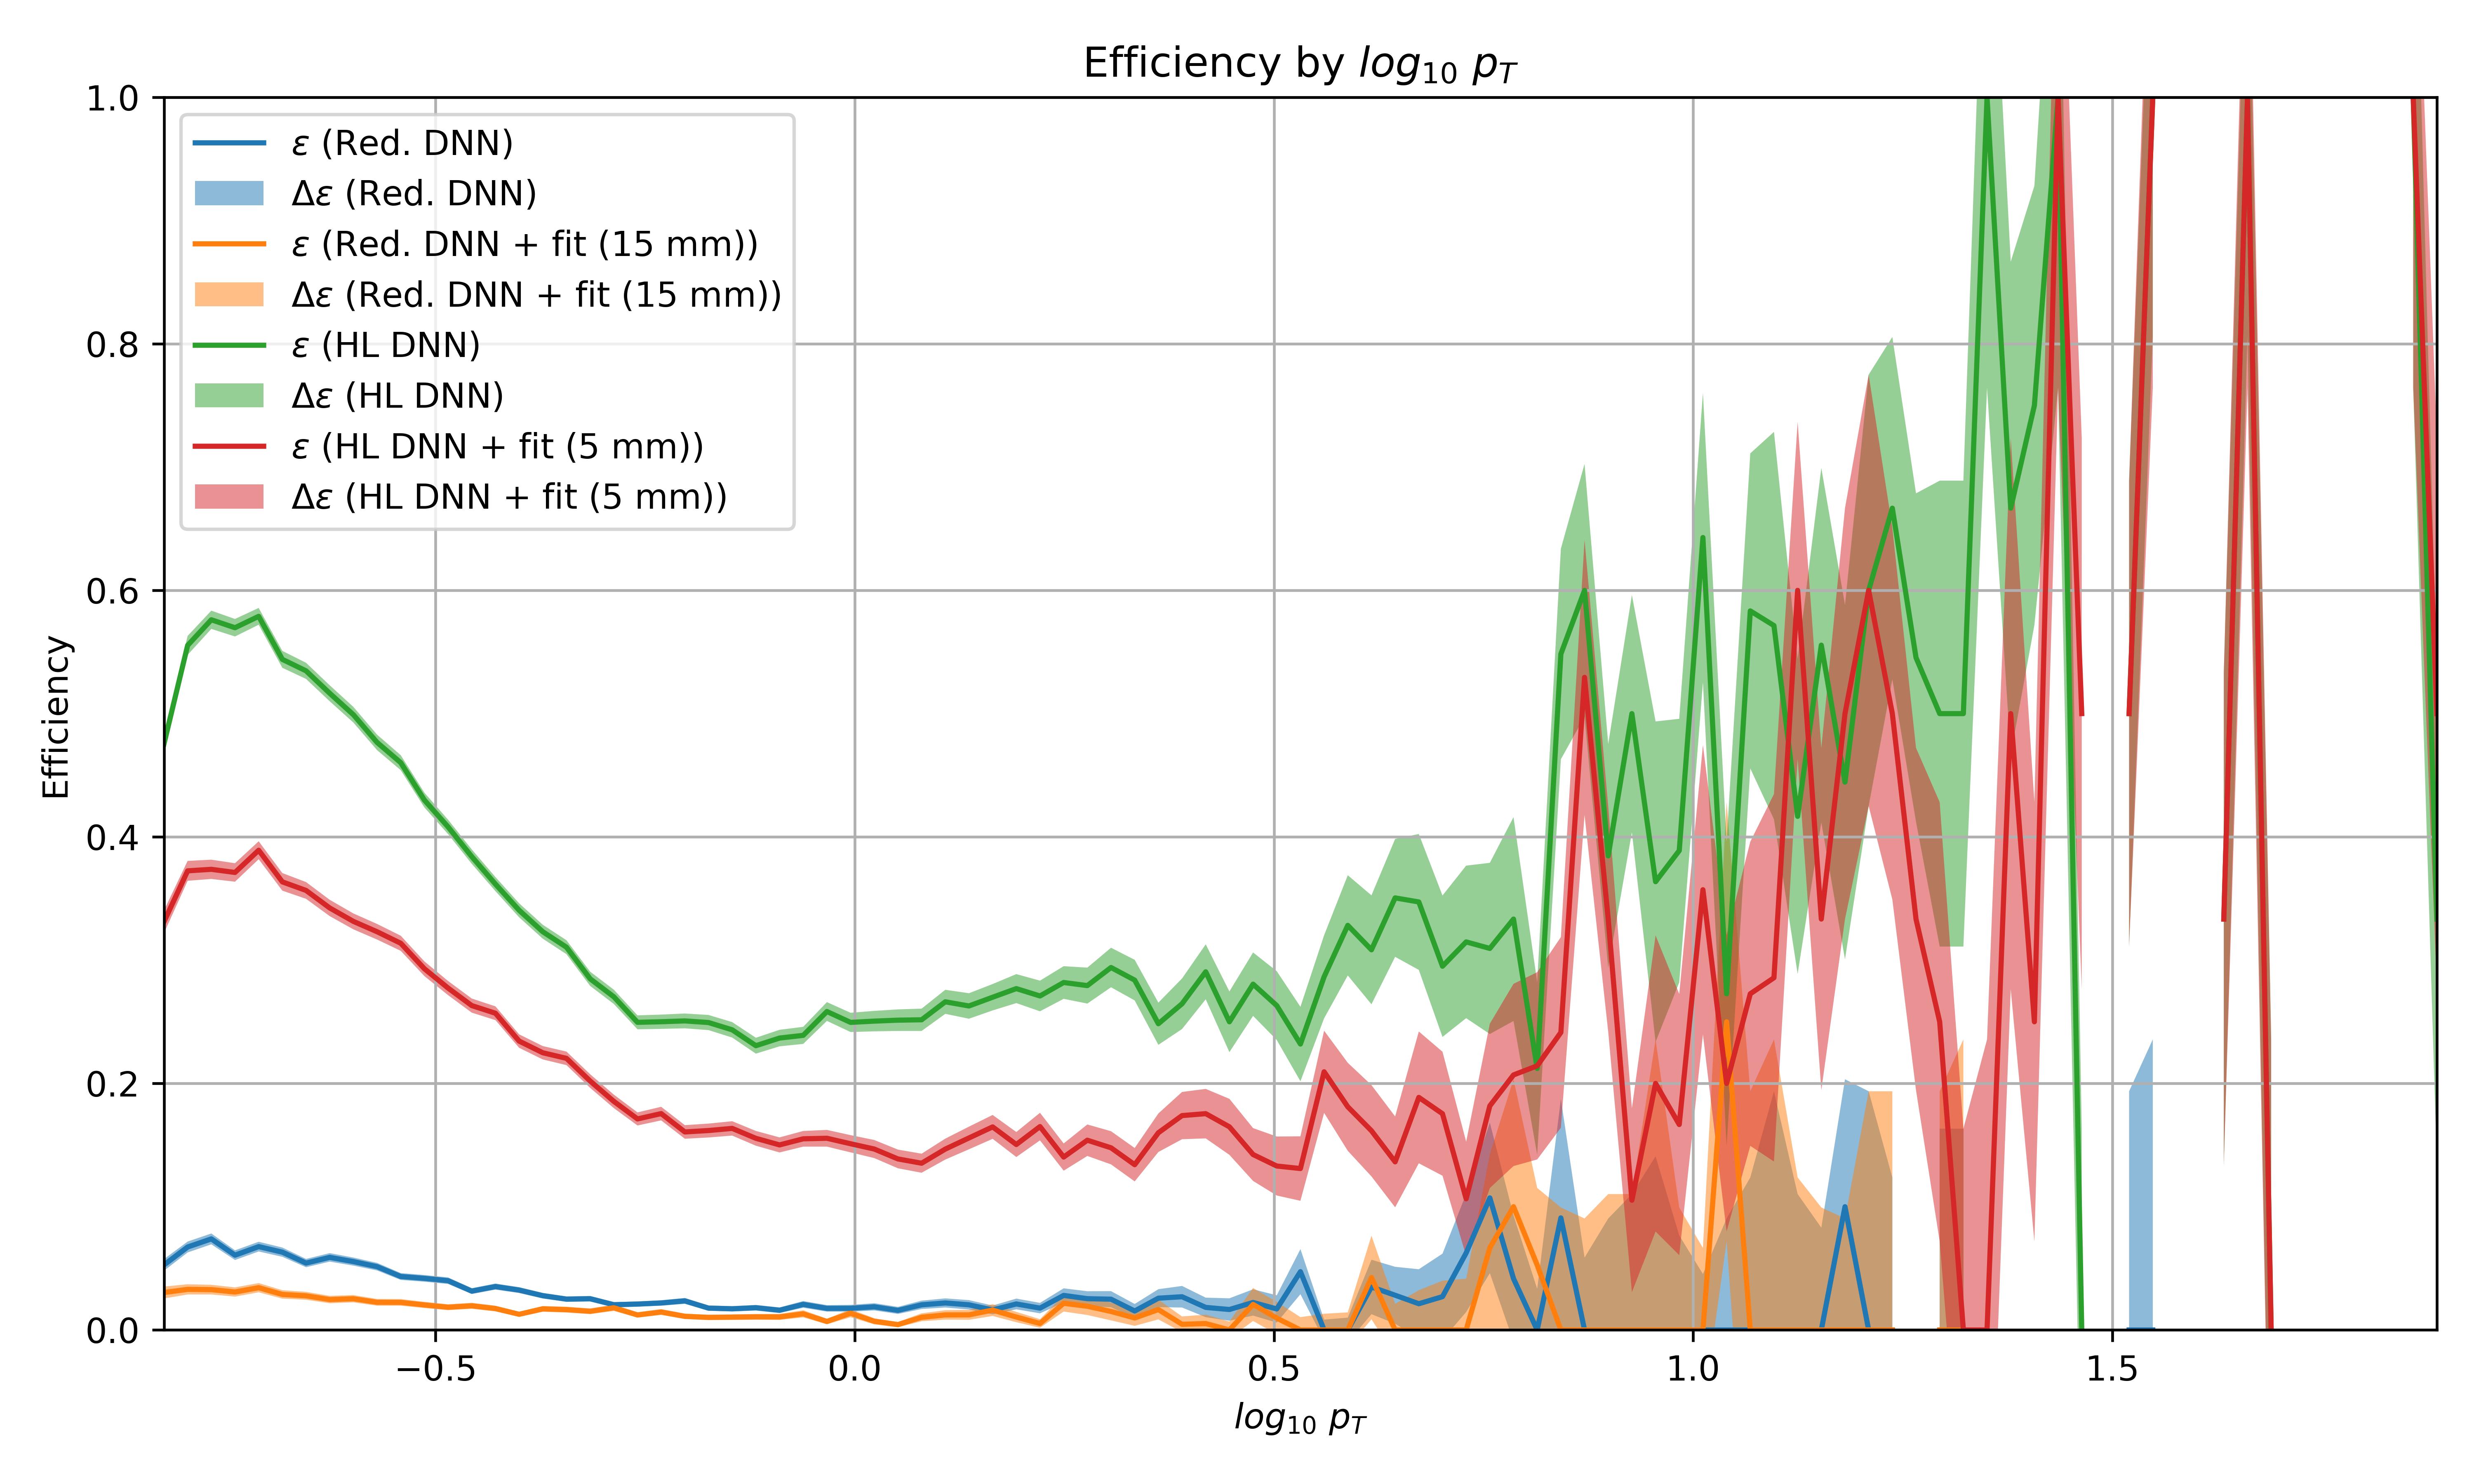 Efficiency by log₁₀ p_T
1.0
0.8
0.6
0.4
0.2
0.0
Efficiency
ε (Red. DNN)
Δε (Red. DNN)
ε (Red. DNN + fit (15 mm))
Δε (Red. DNN + fit (15 mm))
ε (HL DNN)
Δε (HL DNN)
ε (HL DNN + fit (5 mm))
Δε (HL DNN + fit (5 mm))
−0.5 0.0 0.5 1.0 1.5
log₁₀ p_T